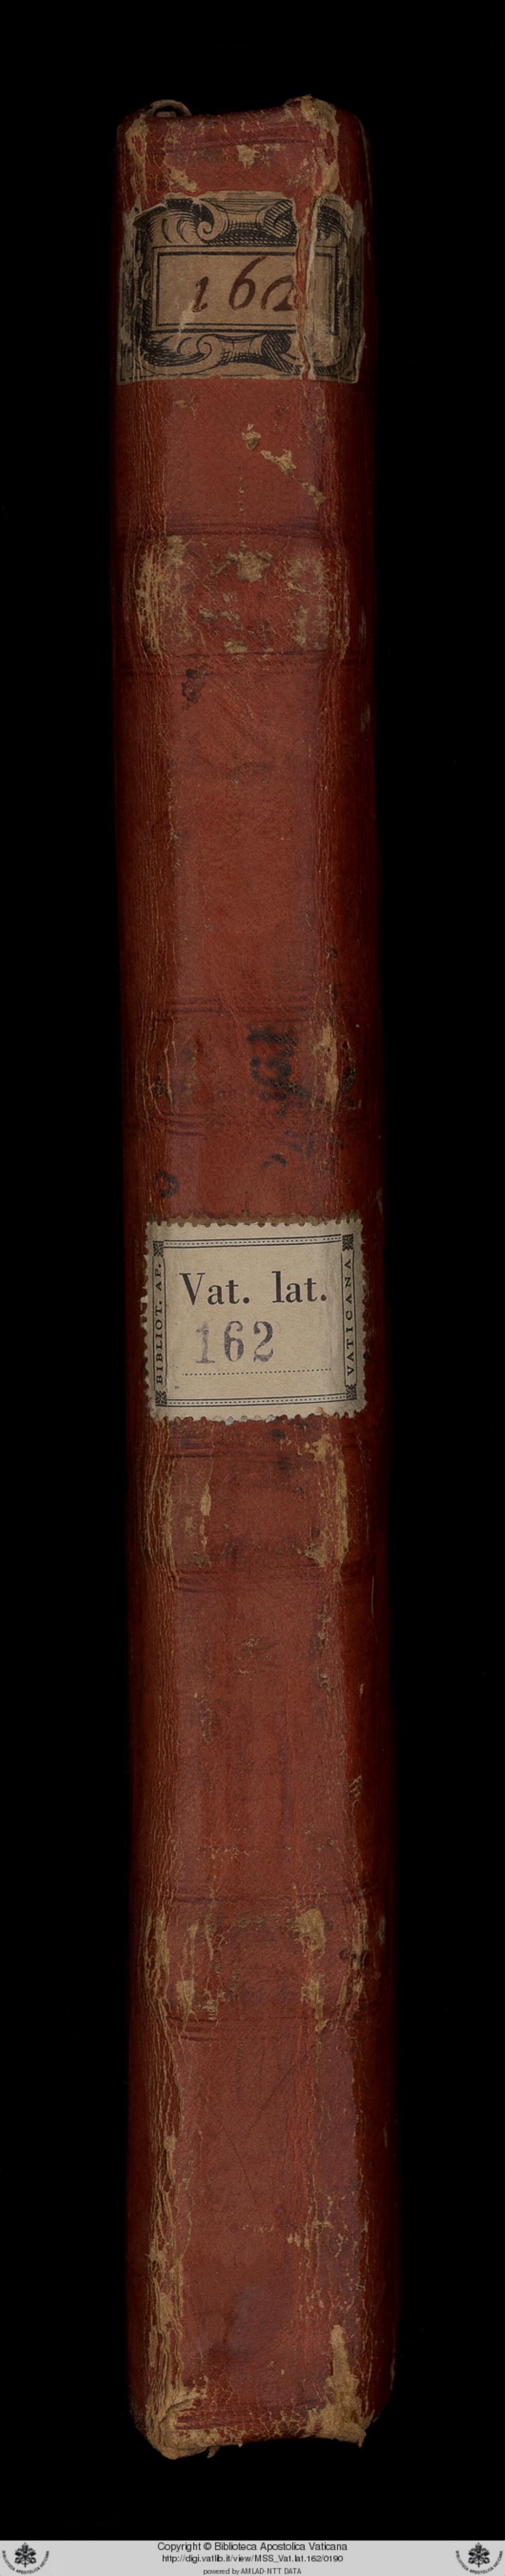 162
BIBLIOT. AP. VATICANA
Vat. lat.
162
Copyright © Biblioteca Apostolica Vaticana
http://digi.vatlib.it/view/MSS_Vat.lat.162/0190
powered by AMLAD-NTT DATA